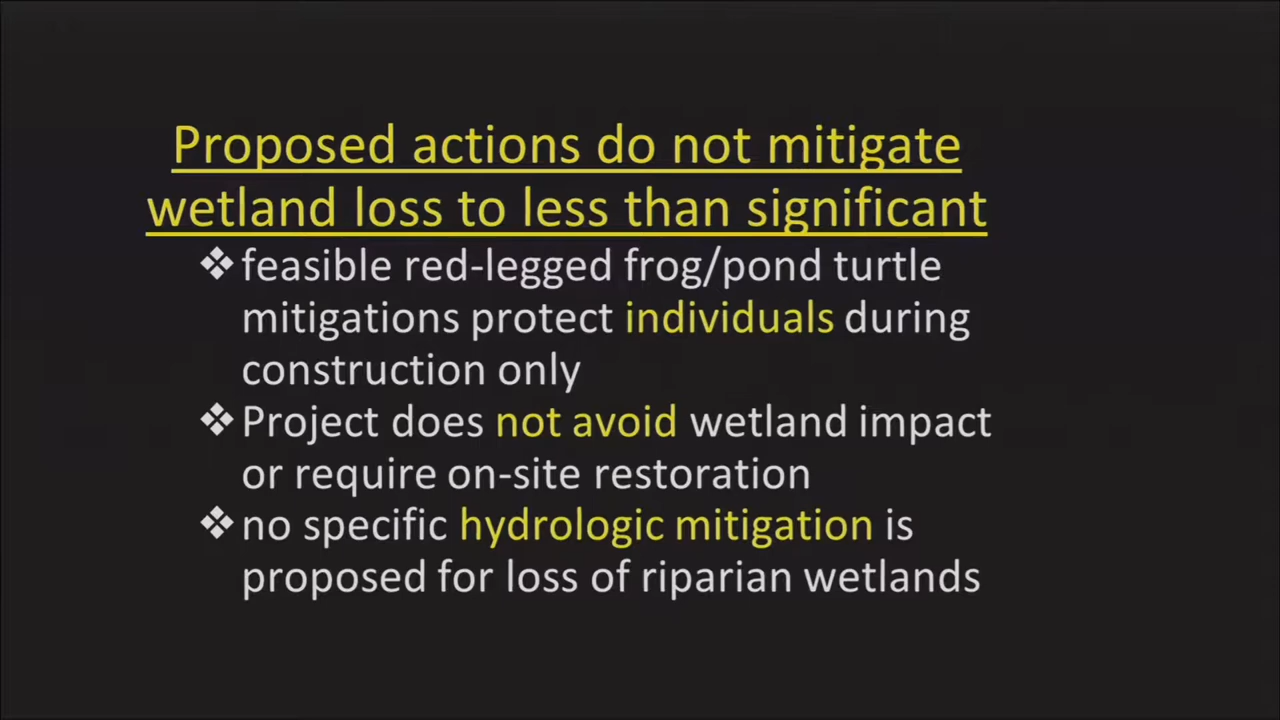 Proposed actions do not mitigate
wetland loss to less than significant
❖feasible red-legged frog/pond turtle
mitigations protect individuals during
construction only
❖Project does not avoid wetland impact
or require on-site restoration
❖no specific hydrologic mitigation is
proposed for loss of riparian wetlands